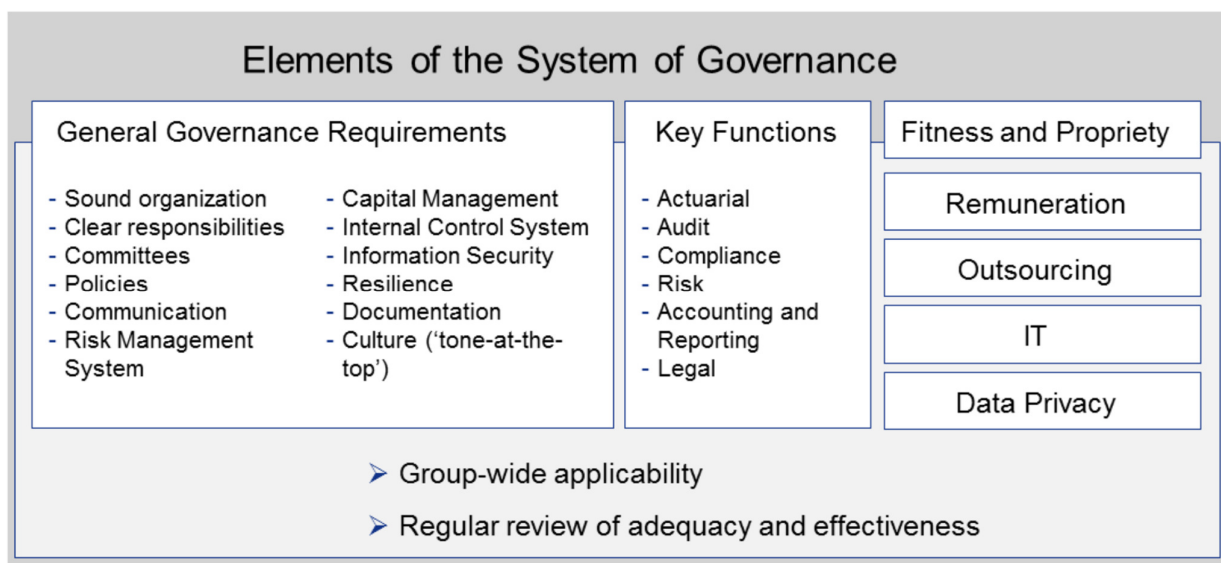 Elements of the System of Governance
General Governance Requirements
- Sound organization
- Clear responsibilities
- Committees
- Policies
- Communication
- Risk Management
System
- Capital Management
- Internal Control System
- Information Security
- Resilience
- Documentation
- Culture (‘tone-at-the-
top’)
Key Functions
- Actuarial
- Audit
- Compliance
- Risk
- Accounting and
Reporting
- Legal
Fitness and Propriety
Remuneration
Outsourcing
IT
Data Privacy
➢ Group-wide applicability
➢ Regular review of adequacy and effectiveness